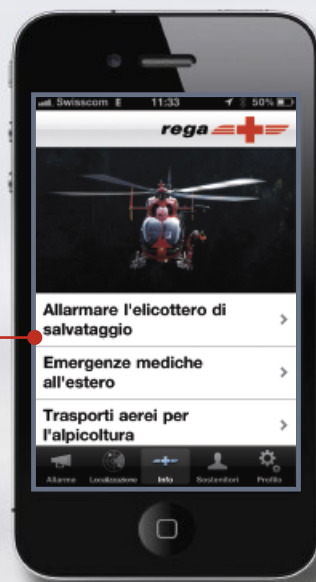 Swisscom E 11:33 50%
rega
Allarmare l'elicottero di
salvataggio
Emergenze mediche
all'estero
Trasporti aerei per
l'alpicoltura
Allarme Localizzazione Info Sostenitori Profilo